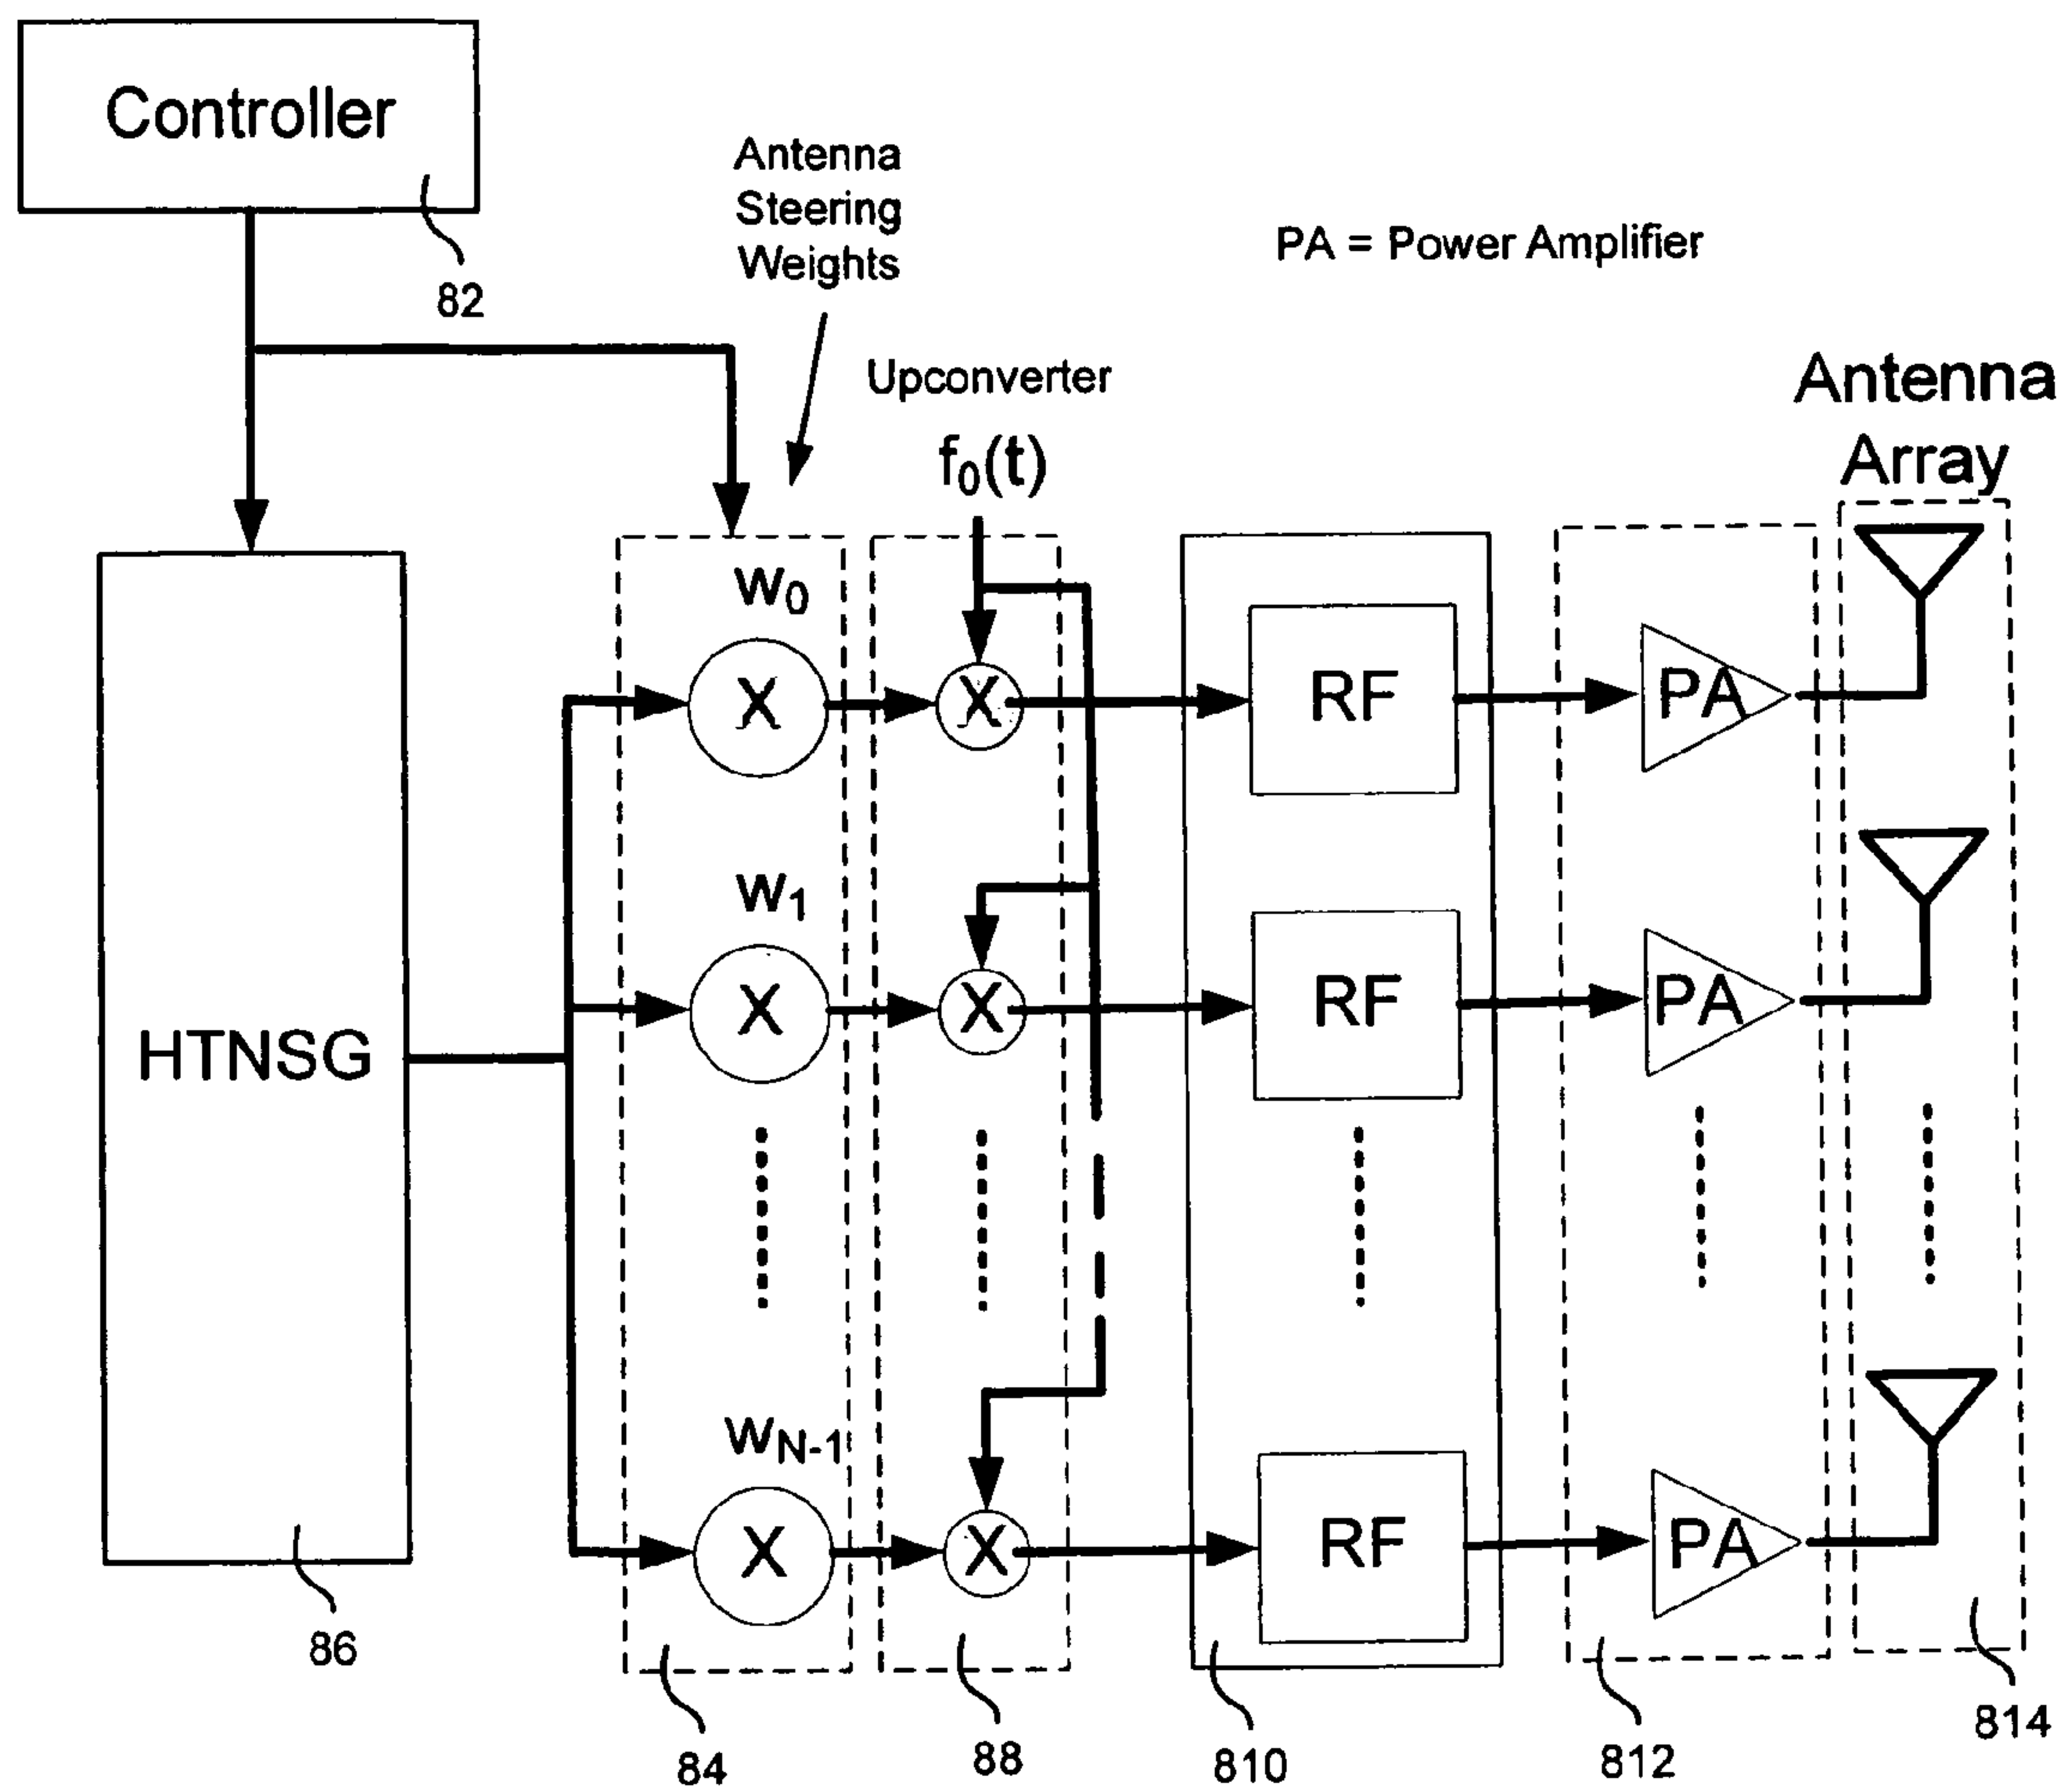 Controller
82
Antenna
Steering
Weights
PA = Power Amplifier
Upconverter
f₀(t)
Antenna
Array
HTNSG
86
W₀
X
X
RF
PA
W₁
X
X
RF
PA
W_N-1
X
X
RF
PA
84
88
810
812
814